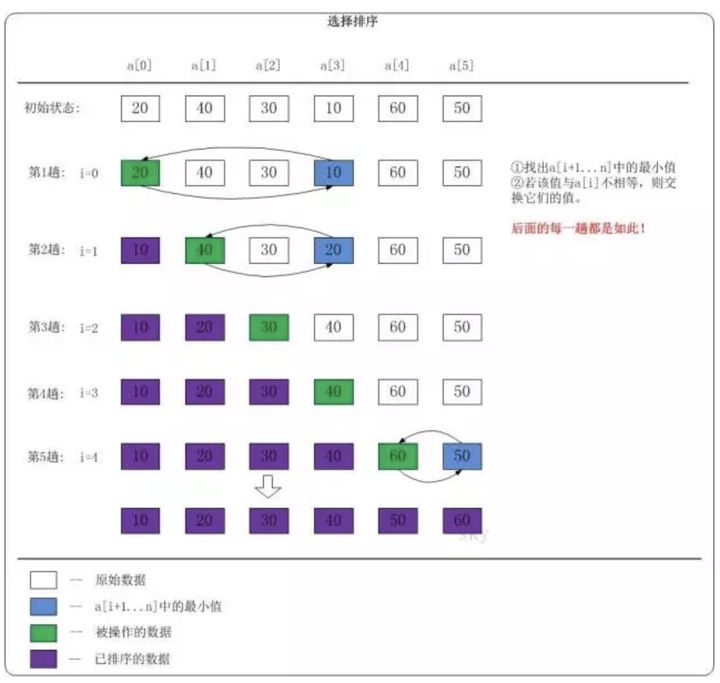 选择排序
a[0] a[1] a[2] a[3] a[4] a[5]
初始状态: 20 40 30 10 60 50
第1趟: i=0 20 40 30 10 60 50
①找出a[i+1...n]中的最小值
②若该值与a[i]不相等，则交
换它们的值。
后面的每一趟都是如此!
第2趟: i=1 10 40 30 20 60 50
第3趟: i=2 10 20 30 40 60 50
第4趟: i=3 10 20 30 40 60 50
第5趟: i=4 10 20 30 40 60 50
10 20 30 40 50 60
sky
-- 原始数据
-- a[i+1...n]中的最小值
-- 被操作的数据
-- 已排序的数据